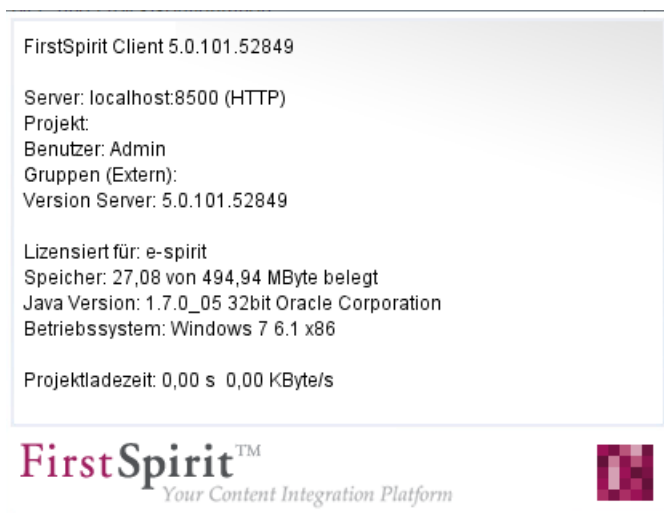 FirstSpirit Client 5.0.101.52849
Server: localhost:8500 (HTTP)
Projekt:
Benutzer: Admin
Gruppen (Extern):
Version Server: 5.0.101.52849
Lizensiert für: e-spirit
Speicher: 27,08 von 494,94 MByte belegt
Java Version: 1.7.0_05 32bit Oracle Corporation
Betriebssystem: Windows 7 6.1 x86
Projektladezeit: 0,00 s  0,00 KByte/s
FirstSpirit™
Your Content Integration Platform